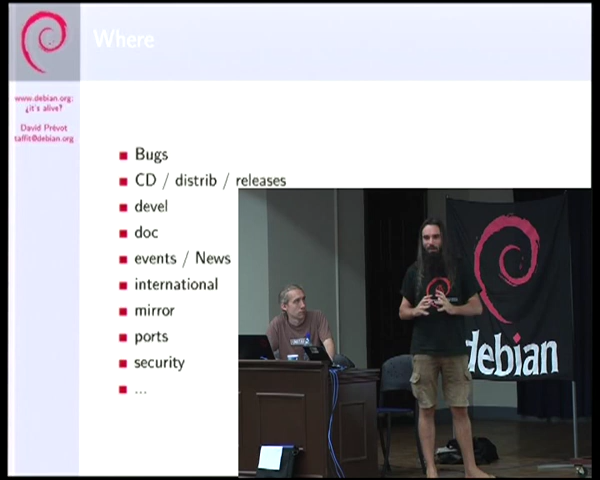 Where
www.debian.org:
¿it's alive?
David Prévot
taffit@debian.org
Bugs
CD / distrib / releases
devel
doc
events / News
international
mirror
ports
security
...
debian